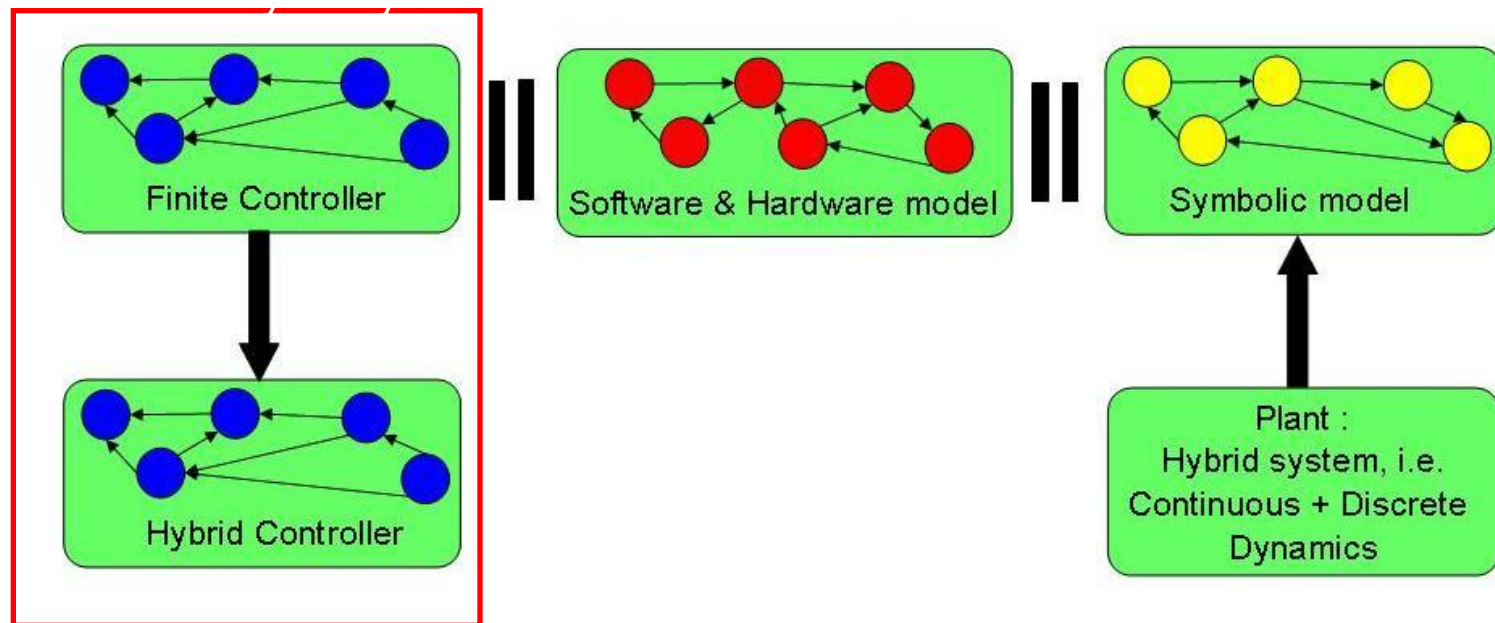 Finite Controller
Software & Hardware model
Symbolic model
Hybrid Controller
Plant :
Hybrid system, i.e.
Continuous + Discrete
Dynamics